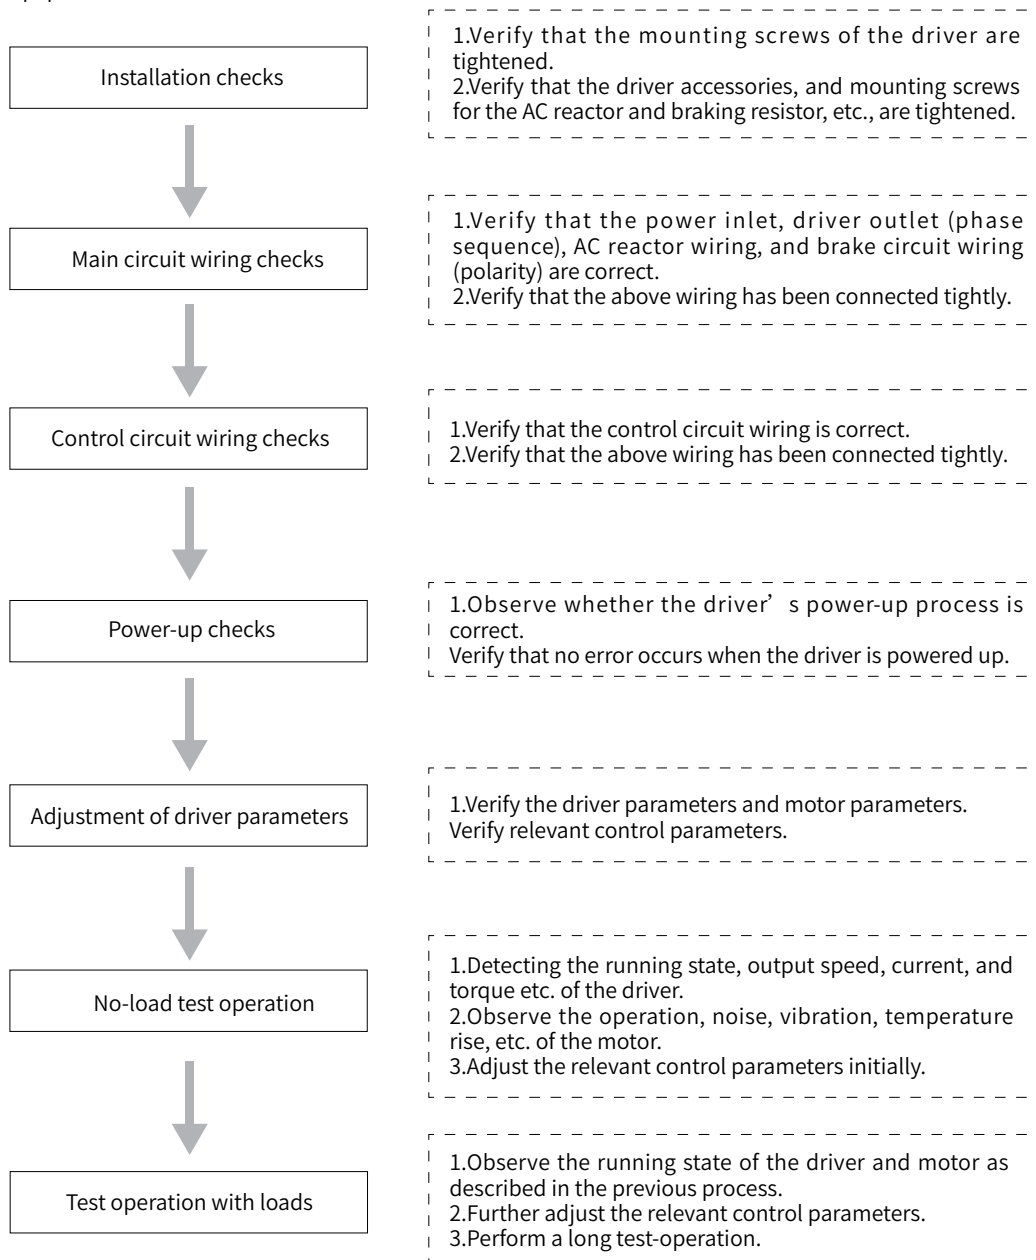 Installation checks
1.Verify that the mounting screws of the driver are
tightened.
2.Verify that the driver accessories, and mounting screws
for the AC reactor and braking resistor, etc., are tightened.
Main circuit wiring checks
1.Verify that the power inlet, driver outlet (phase
sequence), AC reactor wiring, and brake circuit wiring
(polarity) are correct.
2.Verify that the above wiring has been connected tightly.
Control circuit wiring checks
1.Verify that the control circuit wiring is correct.
2.Verify that the above wiring has been connected tightly.
Power-up checks
1.Observe whether the driver’ s power-up process is
correct.
Verify that no error occurs when the driver is powered up.
Adjustment of driver parameters
1.Verify the driver parameters and motor parameters.
Verify relevant control parameters.
No-load test operation
1.Detecting the running state, output speed, current, and
torque etc. of the driver.
2.Observe the operation, noise, vibration, temperature
rise, etc. of the motor.
3.Adjust the relevant control parameters initially.
Test operation with loads
1.Observe the running state of the driver and motor as
described in the previous process.
2.Further adjust the relevant control parameters.
3.Perform a long test-operation.